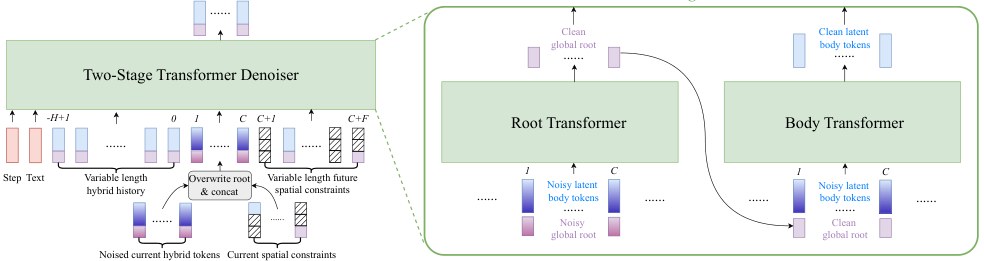 ......
Two-Stage Transformer Denoiser
-H+1
0
1
C
C+1
C+F
......
......
......
Step
Text
Variable length
hybrid history
Overwrite root
& concat
Variable length future
spatial constraints
......
......
Noised current hybrid tokens
Current spatial constraints
Clean
global root
......
Root Transformer
1
C
......
Noisy latent
body tokens
......
......
Noisy
global root
Clean latent
body tokens
......
Body Transformer
1
C
......
Noisy latent
body tokens
......
......
Clean
global root